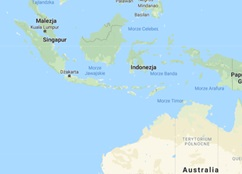 Malezja
Kuala Lumpur
Singapur
Mindanao
Morze Celebes
Indonezja
Morze
Jawajskie
Dżakarta
Morze Banda
Morze Arafura
Morze Timor
TERYTORIUM
PÓŁNOCNE
Australia